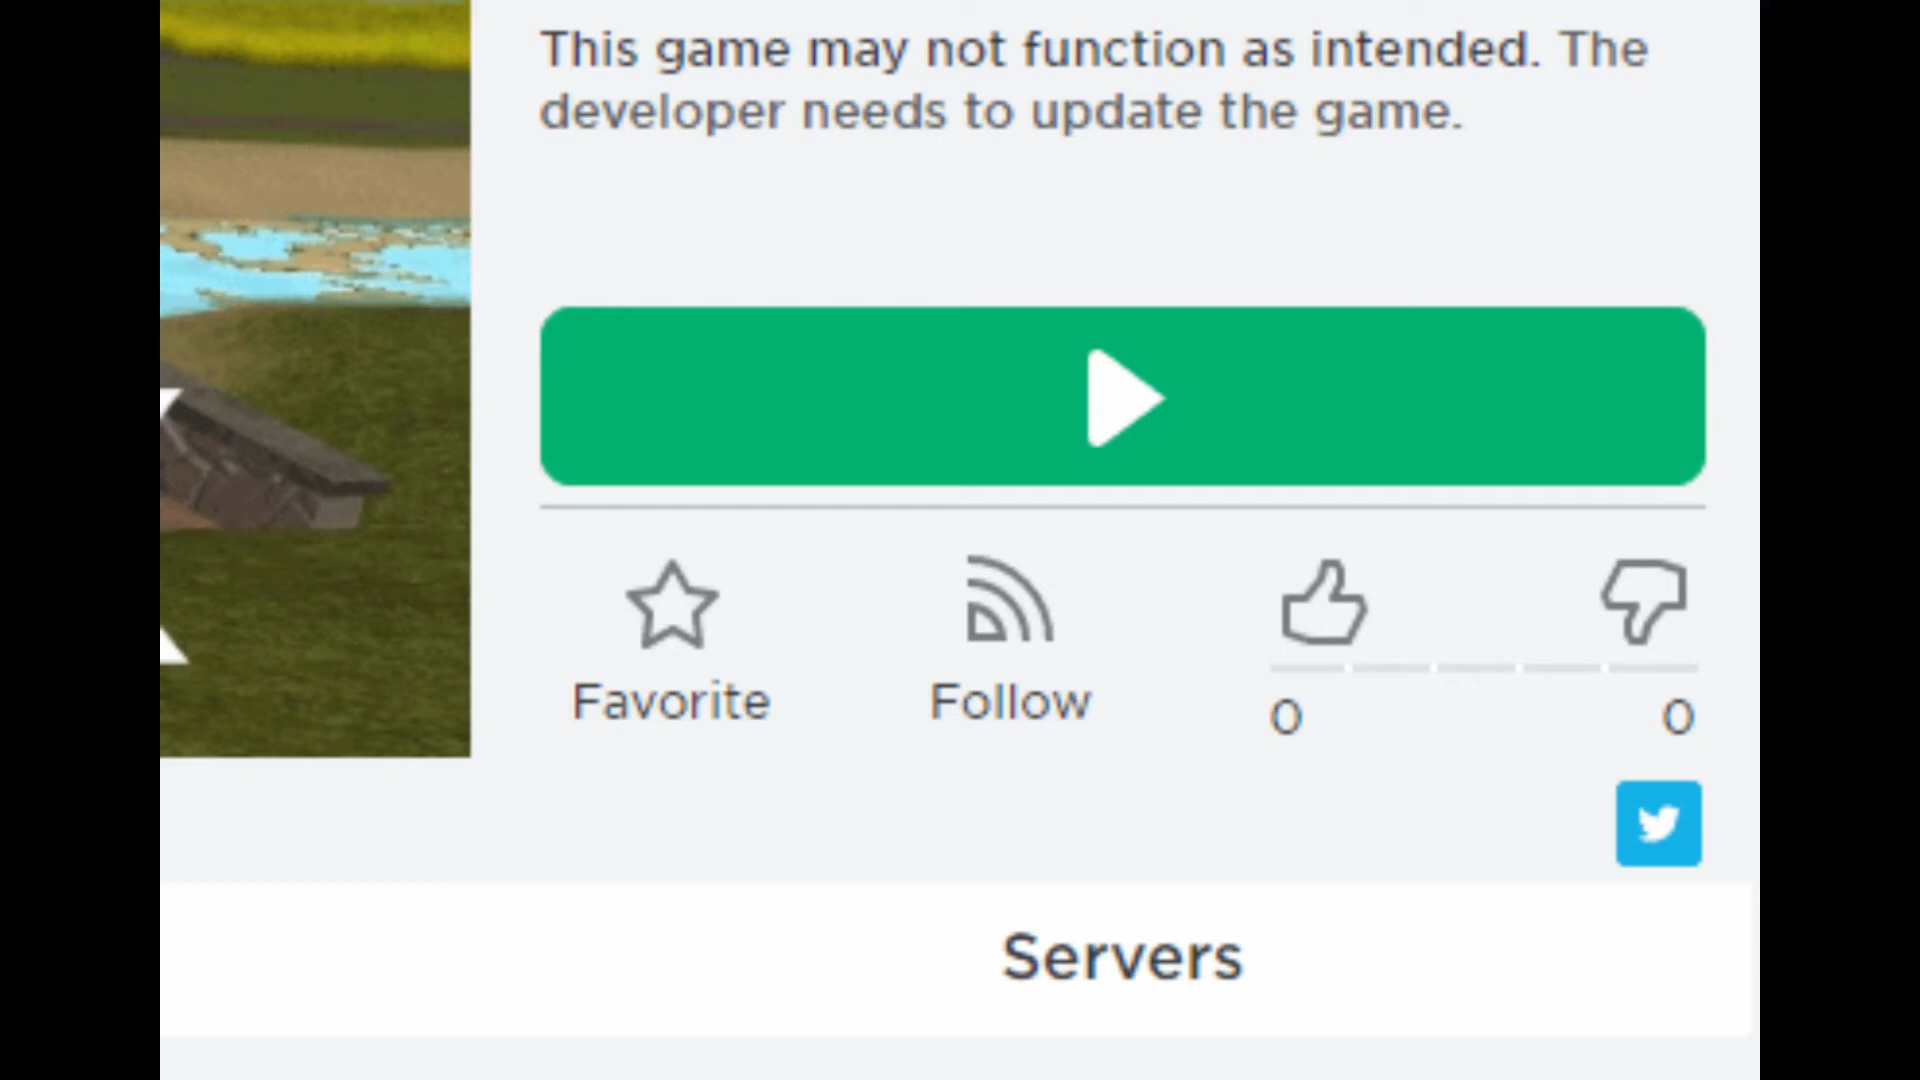 This game may not function as intended. The
developer needs to update the game.
Favorite
Follow
0
0
Servers